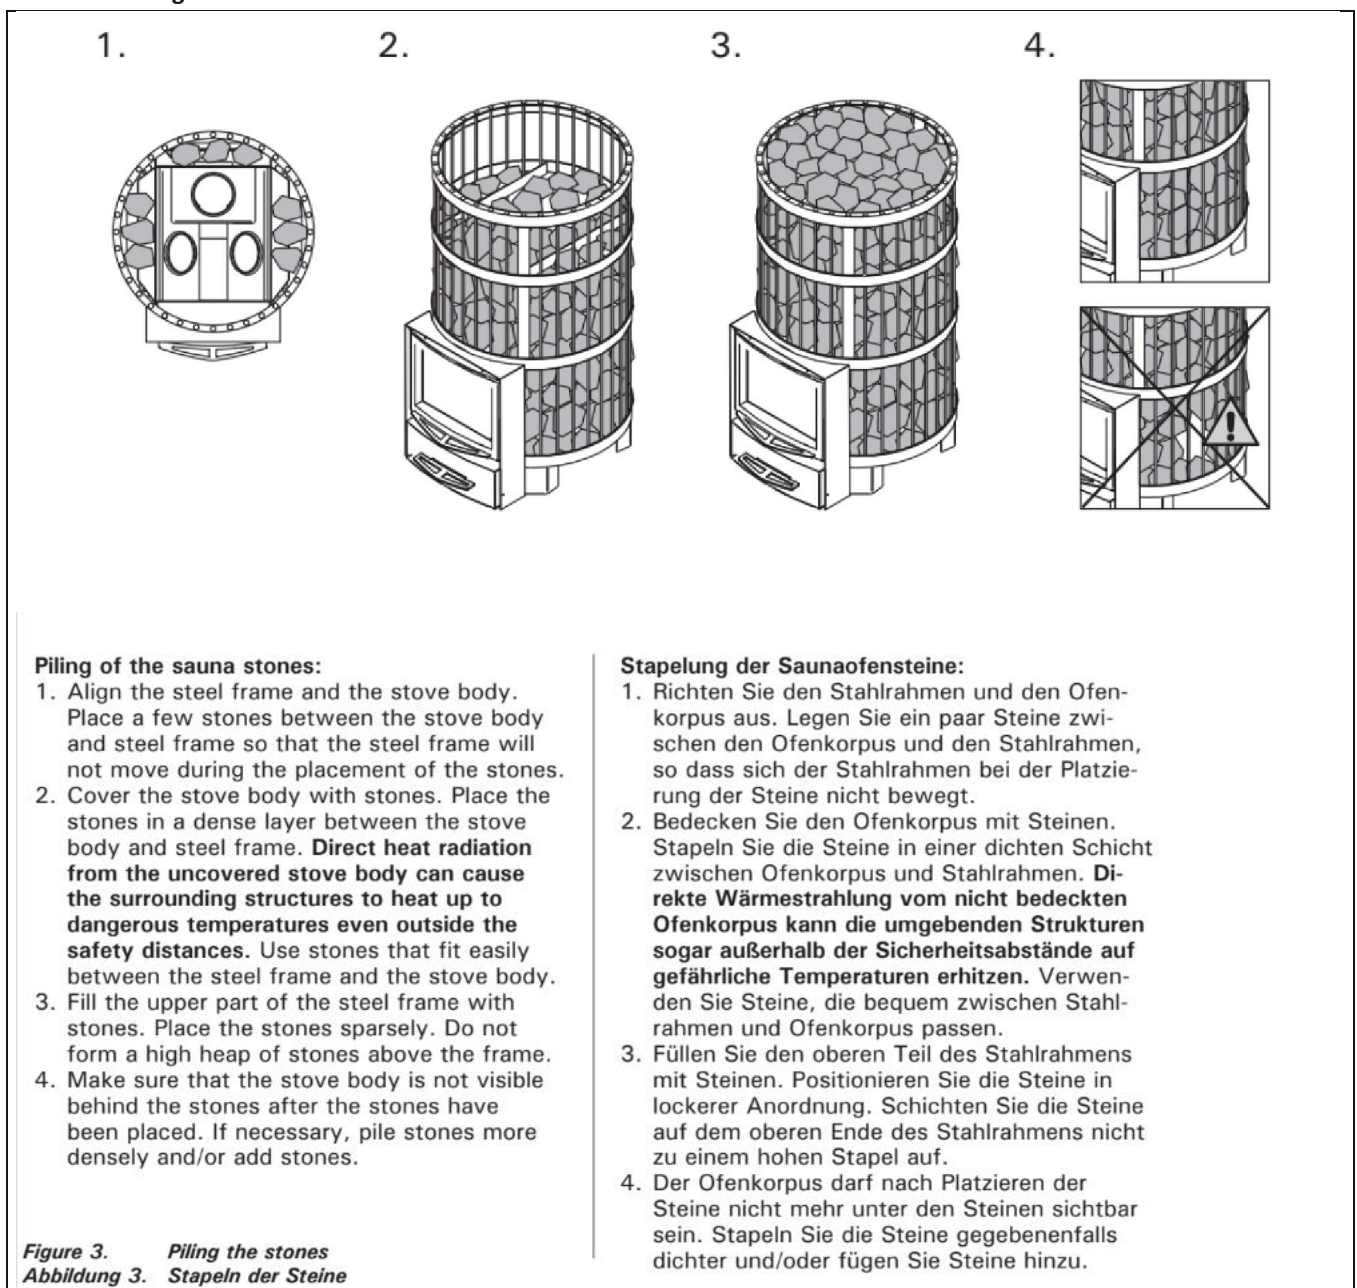 1.
2.
3.
4.
Piling of the sauna stones:
1. Align the steel frame and the stove body.
Place a few stones between the stove body
and steel frame so that the steel frame will
not move during the placement of the stones.
2. Cover the stove body with stones. Place the
stones in a dense layer between the stove
body and steel frame. Direct heat radiation
from the uncovered stove body can cause
the surrounding structures to heat up to
dangerous temperatures even outside the
safety distances. Use stones that fit easily
between the steel frame and the stove body.
3. Fill the upper part of the steel frame with
stones. Place the stones sparsely. Do not
form a high heap of stones above the frame.
4. Make sure that the stove body is not visible
behind the stones after the stones have
been placed. If necessary, pile stones more
densely and/or add stones.
Figure 3. Piling the stones
Abbildung 3. Stapeln der Steine
Stapelung der Saunaofensteine:
1. Richten Sie den Stahlrahmen und den Ofen-
korpus aus. Legen Sie ein paar Steine zwi-
schen den Ofenkorpus und den Stahlrahmen,
so dass sich der Stahlrahmen bei der Platzie-
rung der Steine nicht bewegt.
2. Bedecken Sie den Ofenkorpus mit Steinen.
Stapeln Sie die Steine in einer dichten Schicht
zwischen Ofenkorpus und Stahlrahmen. Di-
rekte Wärmestrahlung vom nicht bedeckten
Ofenkorpus kann die umgebenden Strukturen
sogar außerhalb der Sicherheitsabstände auf
gefährliche Temperaturen erhitzen. Verwen-
den Sie Steine, die bequem zwischen Stahl-
rahmen und Ofenkorpus passen.
3. Füllen Sie den oberen Teil des Stahlrahmens
mit Steinen. Positionieren Sie die Steine in
lockerer Anordnung. Schichten Sie die Steine
auf dem oberen Ende des Stahlrahmens nicht
zu einem hohen Stapel auf.
4. Der Ofenkorpus darf nach Platzieren der
Steine nicht mehr unter den Steinen sichtbar
sein. Stapeln Sie die Steine gegebenenfalls
dichter und/oder fügen Sie Steine hinzu.